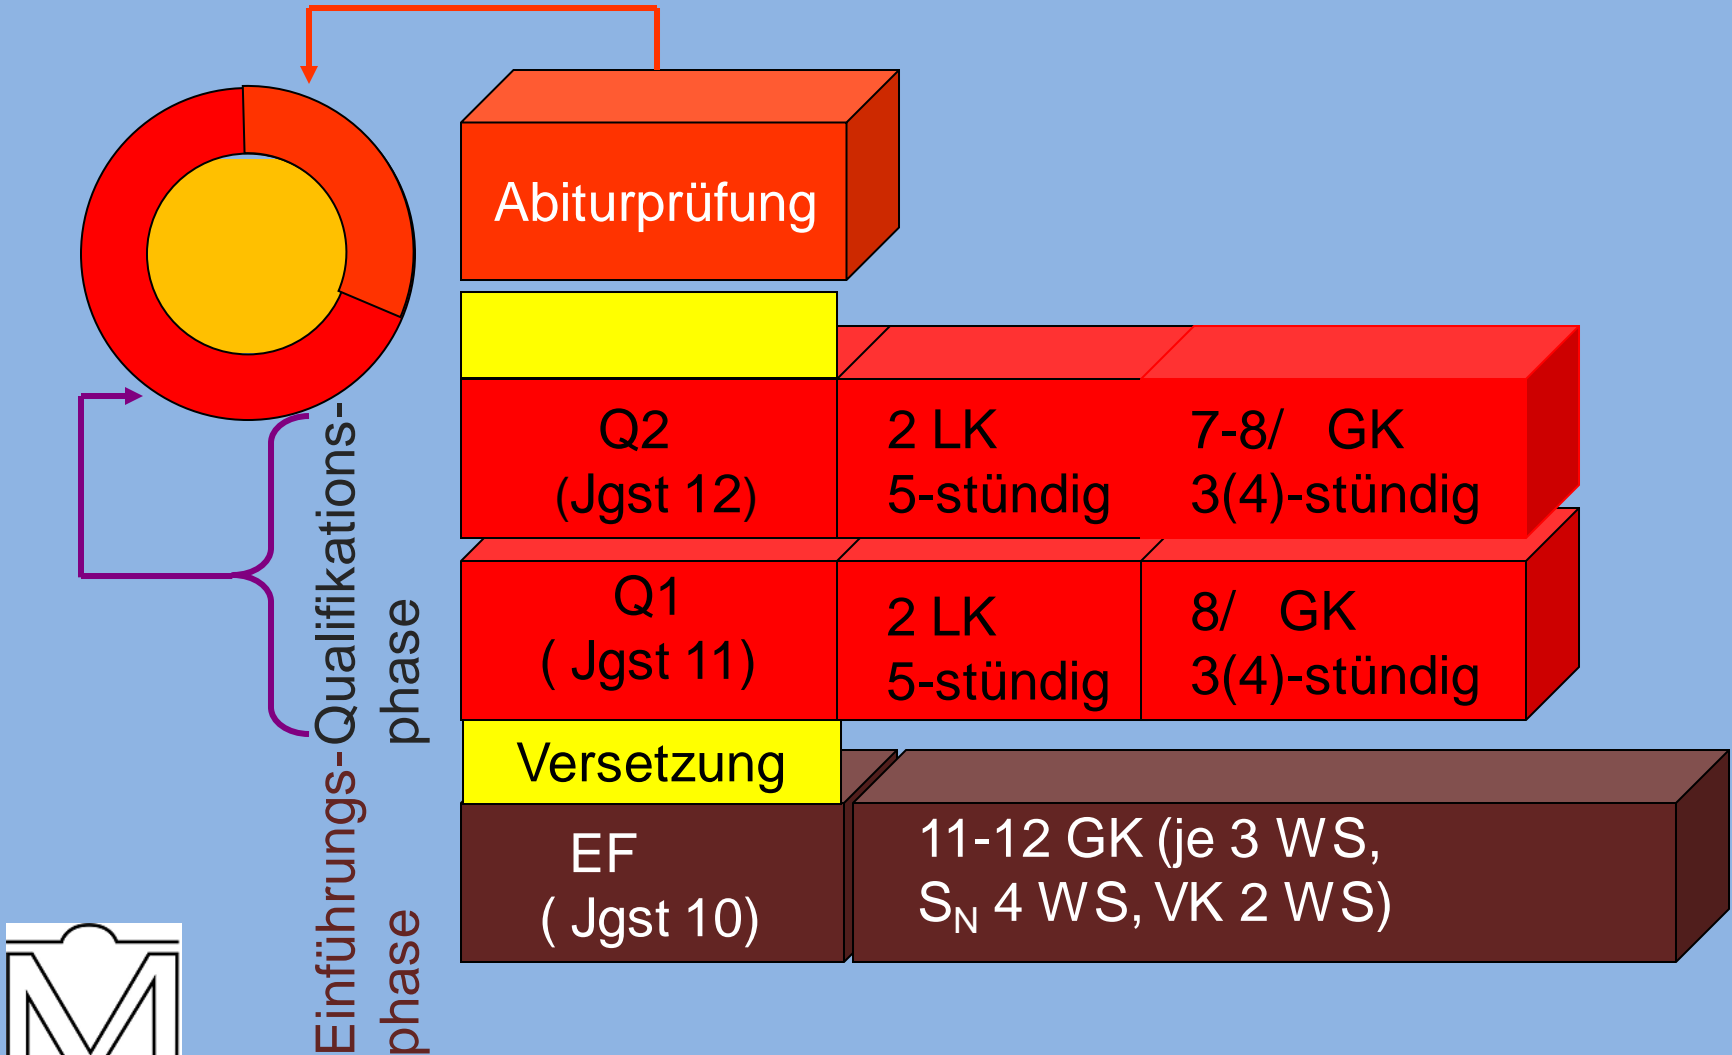 Abiturprüfung
Q2
(Jgst 12)
2 LK
5-stündig
7-8/ GK
3(4)-stündig
Q1
( Jgst 11)
2 LK
5-stündig
8/ GK
3(4)-stündig
Versetzung
EF
( Jgst 10)
11-12 GK (je 3 WS,
S_N 4 WS, VK 2 WS)
Qualifikations-
phase
Einführungs-
phase
M